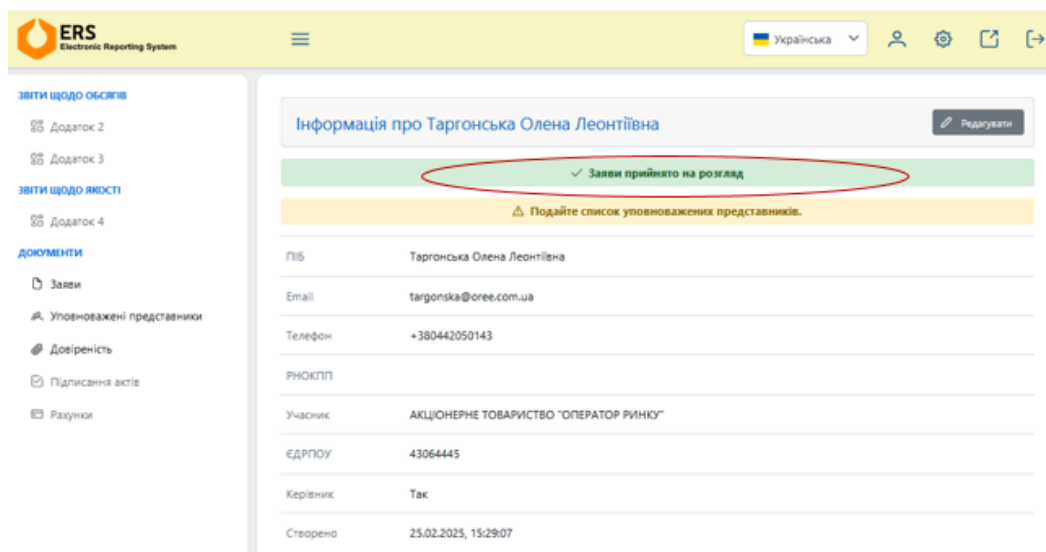 ERS
Electronic Reporting System
Українська
ЗВІТИ ЩОДО ОБСЯГІВ
Додаток 2
Додаток 3
ЗВІТИ ЩОДО ЯКОСТІ
Додаток 4
ДОКУМЕНТИ
Заяви
Уповноважені представники
Довіреність
Підписання актів
Рахунки
Інформація про Таргонська Олена Леонтіївна
Редагувати
Заяви прийнято на розгляд
Подайте список уповноважених представників.
ПІБ Таргонська Олена Леонтіївна
Email targonska@oree.com.ua
Телефон +380442050143
РНОКПП
Учасник АКЦІОНЕРНЕ ТОВАРИСТВО "ОПЕРАТОР РИНКУ"
ЄДРПОУ 43064445
Керівник Так
Створено 25.02.2025, 15:29:07